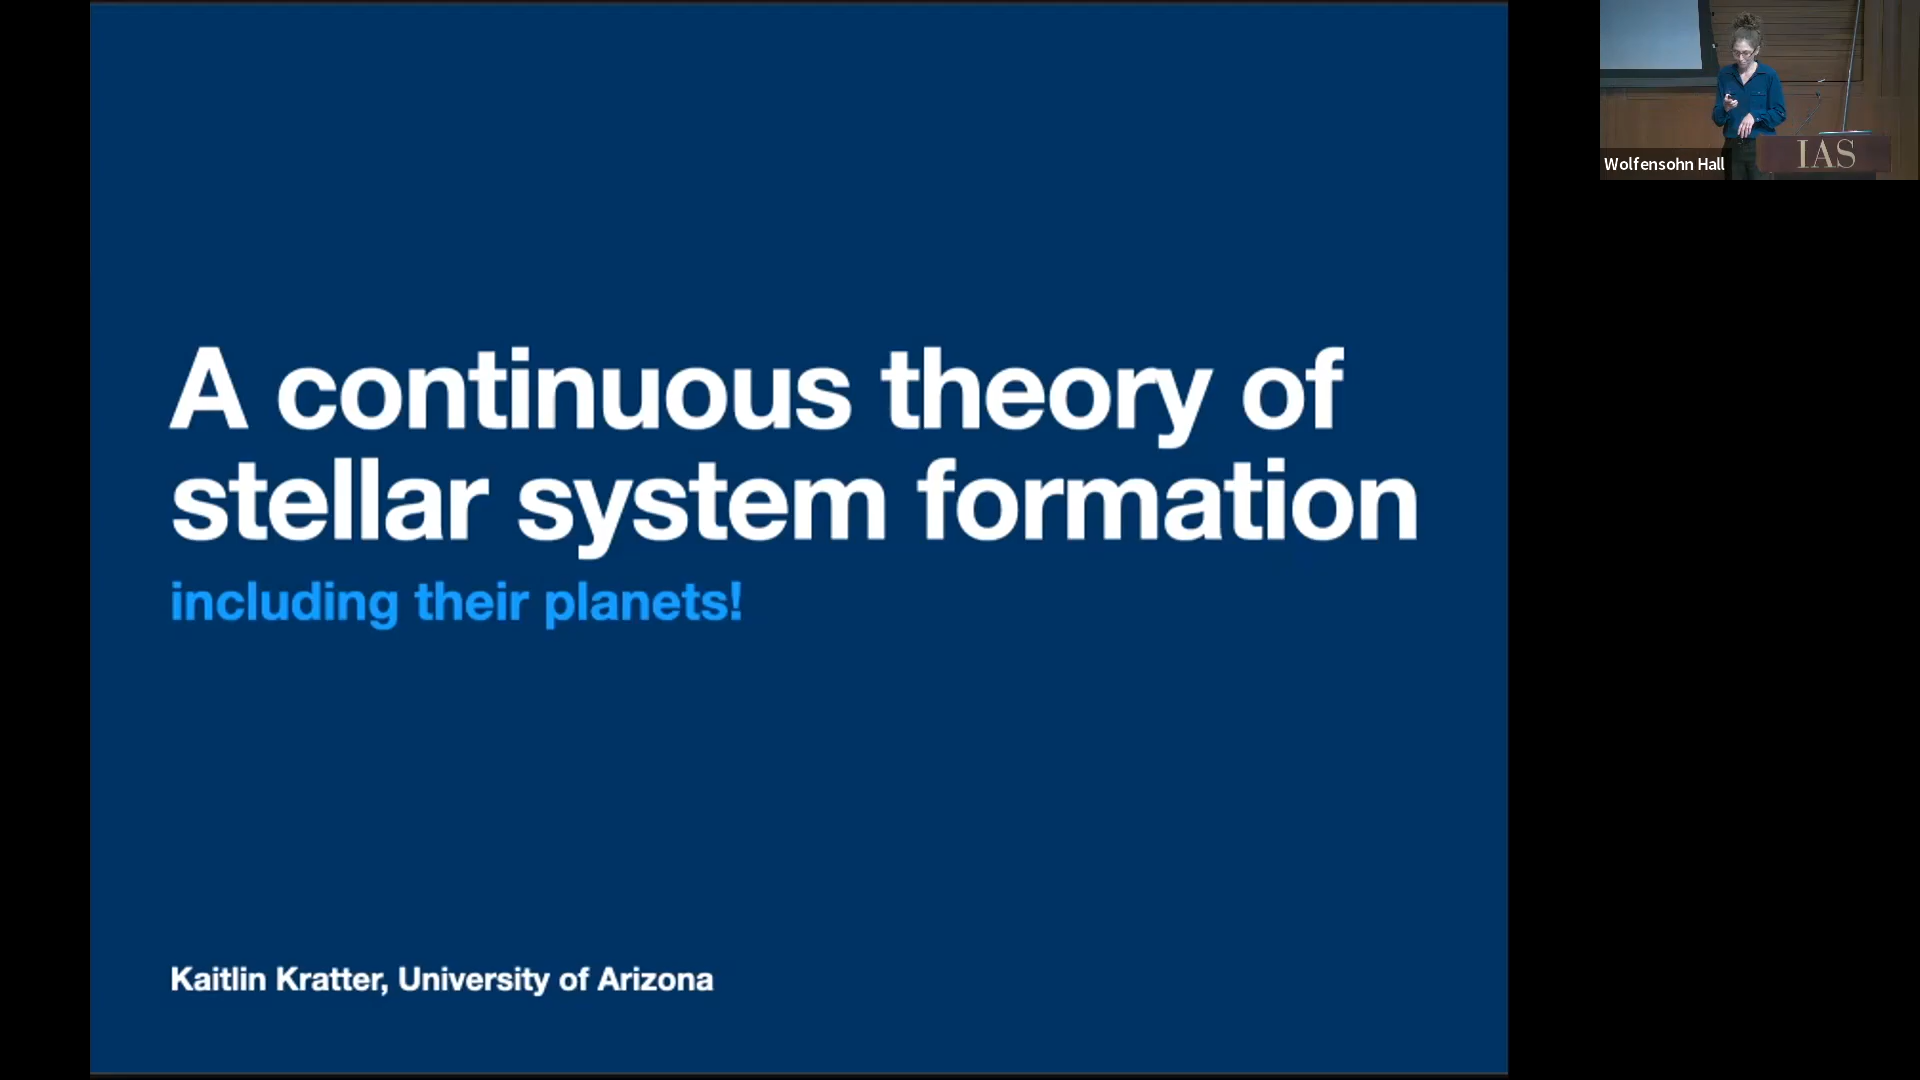 A continuous theory of
stellar system formation
including their planets!
Kaitlin Kratter, University of Arizona
Wolfensohn Hall
IAS